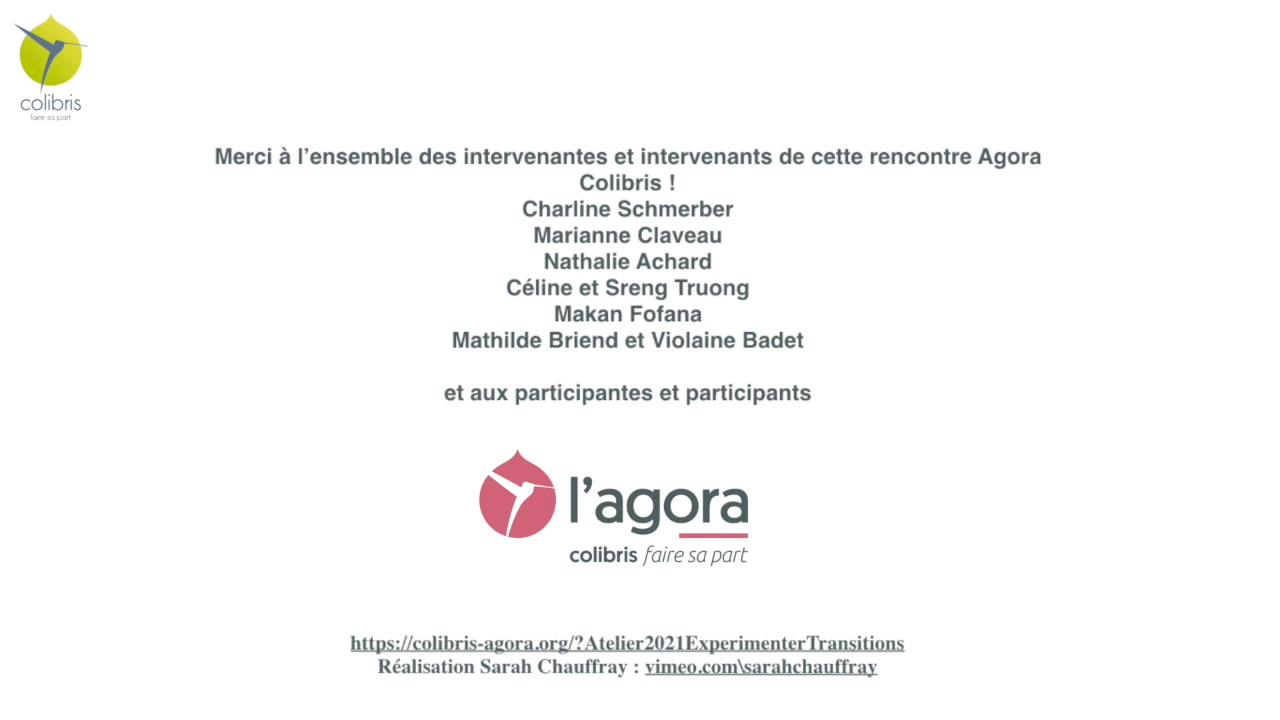 colibris
faire sa part
Merci à l’ensemble des intervenantes et intervenants de cette rencontre Agora
Colibris !
Charline Schmerber
Marianne Claveau
Nathalie Achard
Céline et Sreng Truong
Makan Fofana
Mathilde Briend et Violaine Badet
et aux participantes et participants
l’agora
colibris faire sa part
https://colibris-agora.org/?Atelier2021ExperimenterTransitions
Réalisation Sarah Chauffray : vimeo.com\sarahchauffray